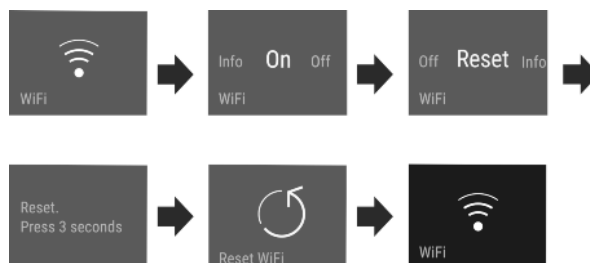 WiFi
Info On Off
WiFi
Off Reset Info
WiFi
Reset.
Press 3 seconds
Reset WiFi
WiFi